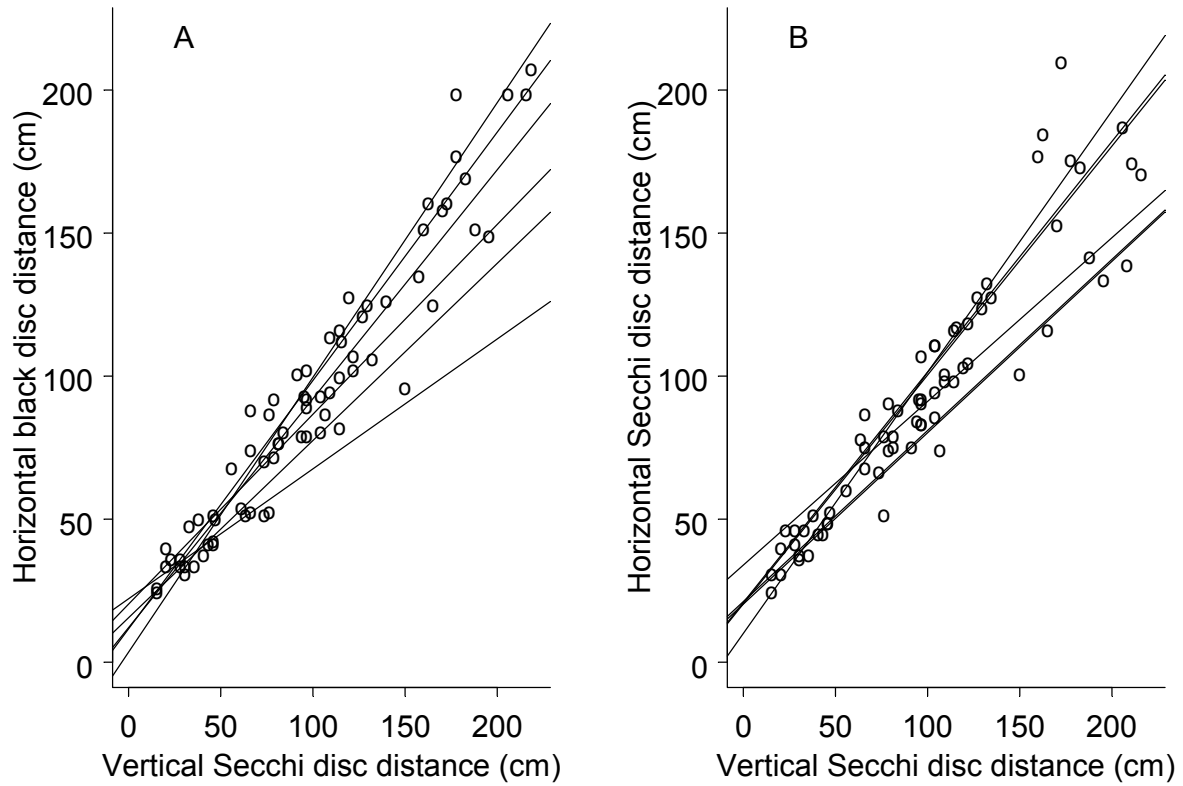 A
Horizontal black disc distance (cm)
200
150
100
50
0
0 50 100 150 200
Vertical Secchi disc distance (cm)
B
Horizontal Secchi disc distance (cm)
200
150
100
50
0
0 50 100 150 200
Vertical Secchi disc distance (cm)